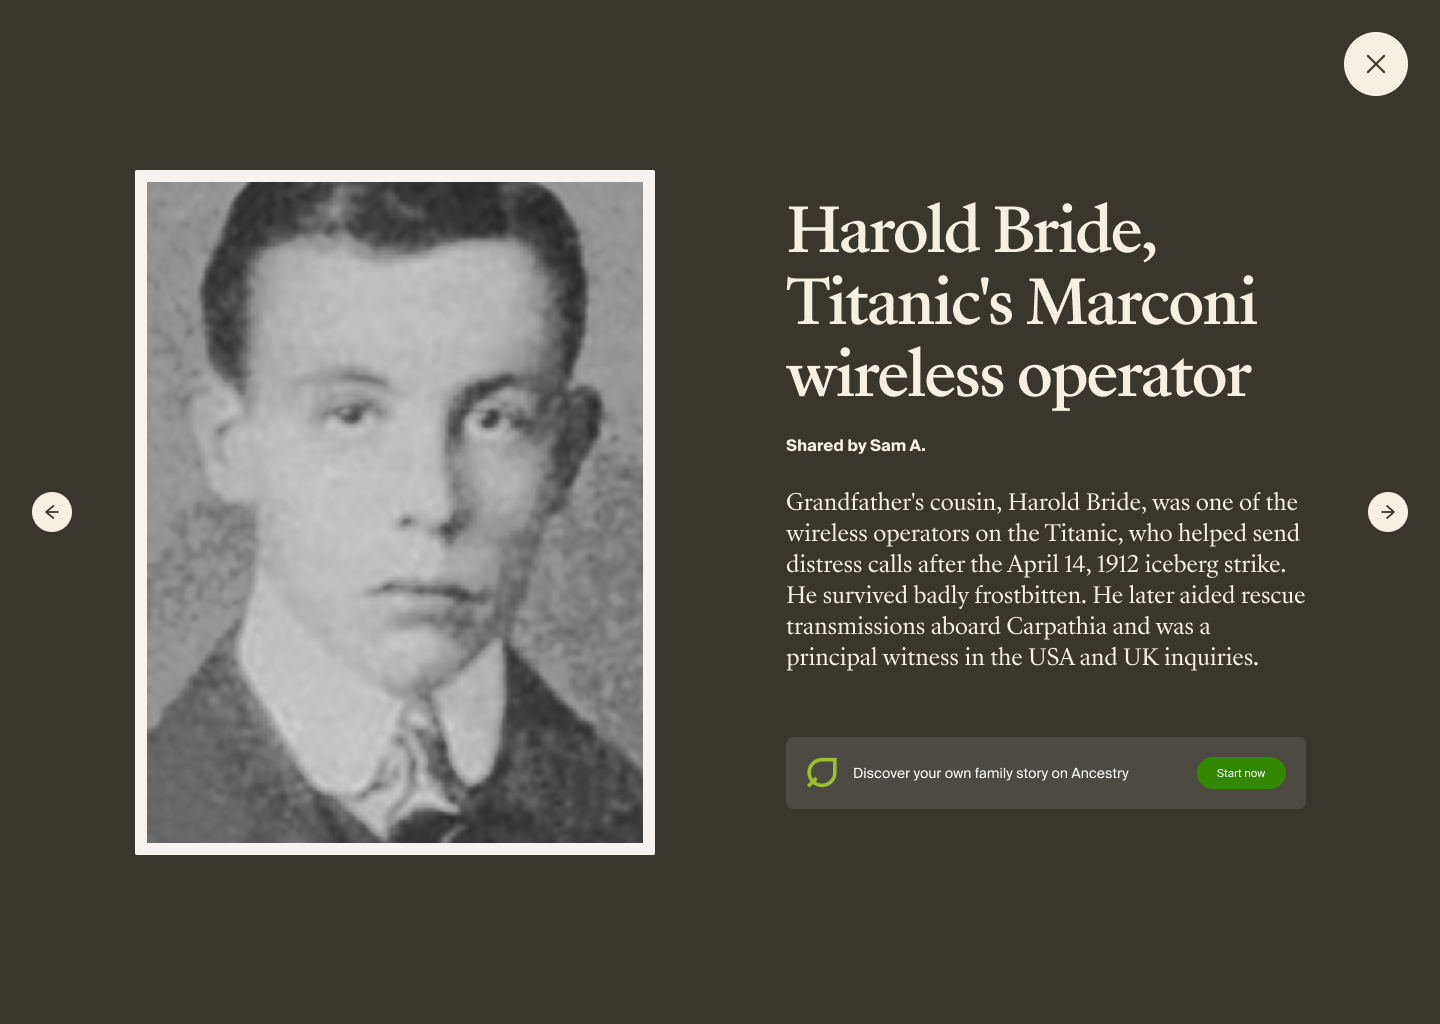 Harold Bride,
Titanic's Marconi
wireless operator
Shared by Sam A.
Grandfather's cousin, Harold Bride, was one of the
wireless operators on the Titanic, who helped send
distress calls after the April 14, 1912 iceberg strike.
He survived badly frostbitten. He later aided rescue
transmissions aboard Carpathia and was a
principal witness in the USA and UK inquiries.
Discover your own family story on Ancestry
Start now